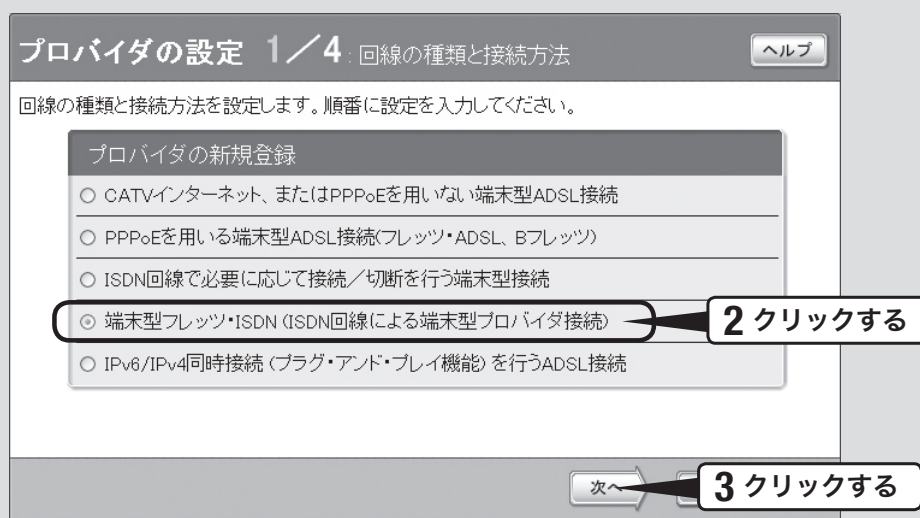 プロバイダの設定 1／4：回線の種類と接続方法
ヘルプ
回線の種類と接続方法を設定します。順番に設定を入力してください。
プロバイダの新規登録
CATVインターネット、またはPPPoEを用いない端末型ADSL接続
PPPoEを用いる端末型ADSL接続(フレッツ・ADSL、Bフレッツ)
ISDN回線で必要に応じて接続／切断を行う端末型接続
端末型フレッツ・ISDN (ISDN回線による端末型プロバイダ接続)
2 クリックする
IPv6/IPv4同時接続 (プラグ・アンド・プレイ機能) を行うADSL接続
次へ
3 クリックする